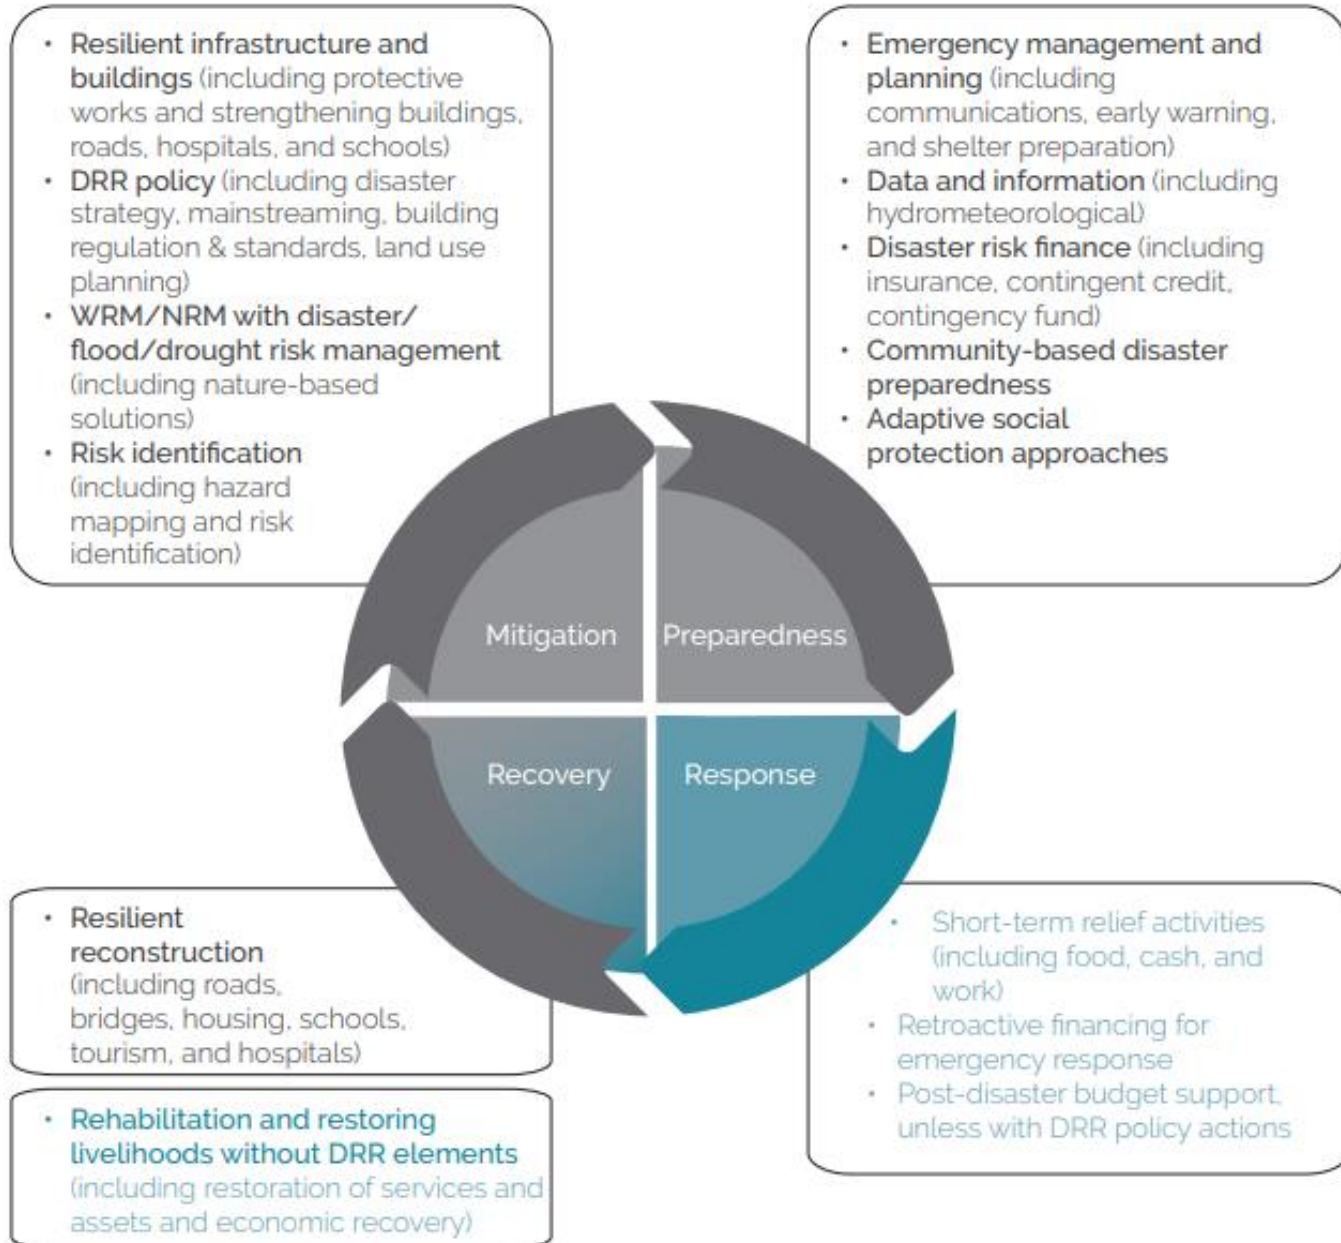 • Resilient infrastructure and
buildings (including protective
works and strengthening buildings,
roads, hospitals, and schools)
• DRR policy (including disaster
strategy, mainstreaming, building
regulation & standards, land use
planning)
• WRM/NRM with disaster/
flood/drought risk management
(including nature-based
solutions)
• Risk identification
(including hazard
mapping and risk
identification)
• Emergency management and
planning (including
communications, early warning,
and shelter preparation)
• Data and information (including
hydrometeorological)
• Disaster risk finance (including
insurance, contingent credit,
contingency fund)
• Community-based disaster
preparedness
• Adaptive social
protection approaches
Mitigation
Preparedness
Recovery
Response
• Resilient
reconstruction
(including roads,
bridges, housing, schools,
tourism, and hospitals)
• Rehabilitation and restoring
livelihoods without DRR elements
(including restoration of services and
assets and economic recovery)
• Short-term relief activities
(including food, cash, and
work)
• Retroactive financing for
emergency response
• Post-disaster budget support,
unless with DRR policy actions